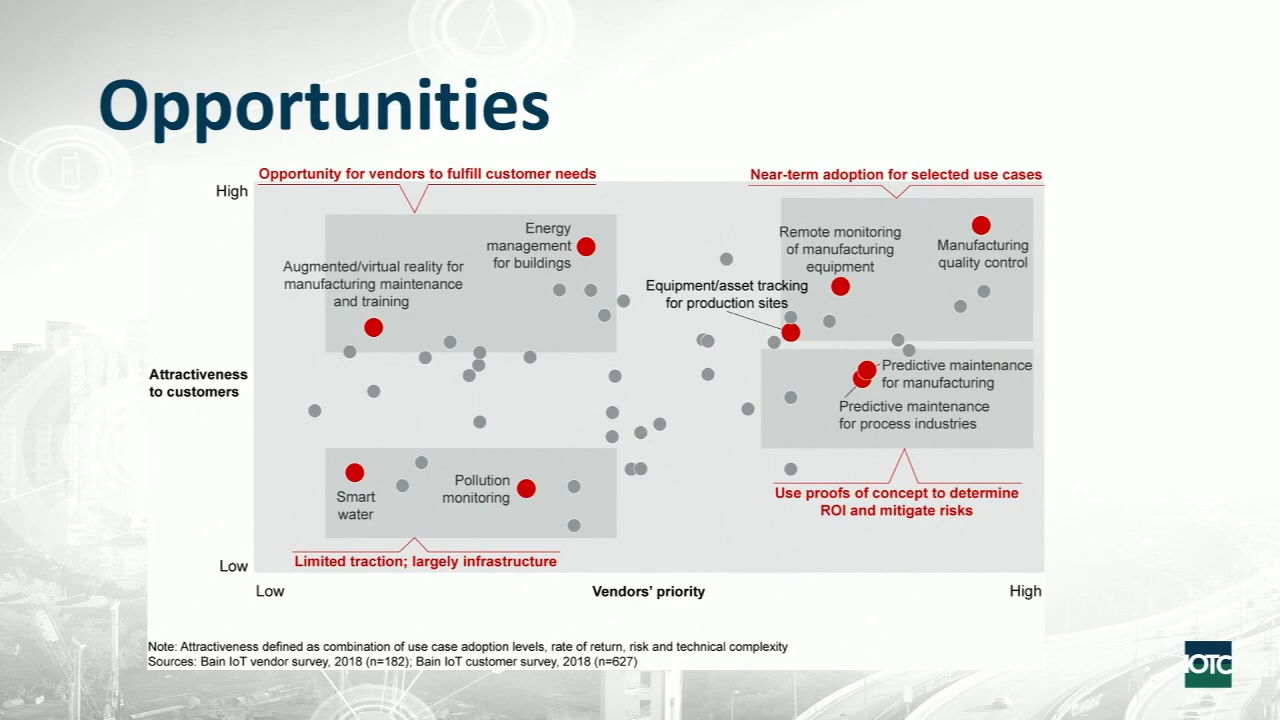 Opportunities
Opportunity for vendors to fulfill customer needs
Near-term adoption for selected use cases
High
Energy
management
for buildings
Augmented/virtual reality for
manufacturing maintenance
and training
Remote monitoring
of manufacturing
equipment
Manufacturing
quality control
Equipment/asset tracking
for production sites
Attractiveness
to customers
Predictive maintenance
for manufacturing
Predictive maintenance
for process industries
Smart
water
Pollution
monitoring
Use proofs of concept to determine
ROI and mitigate risks
Limited traction; largely infrastructure
Low
Low
Vendors' priority
High
Note: Attractiveness defined as combination of use case adoption levels, rate of return, risk and technical complexity
Sources: Bain IoT vendor survey, 2018 (n=182); Bain IoT customer survey, 2018 (n=627)
IOTC